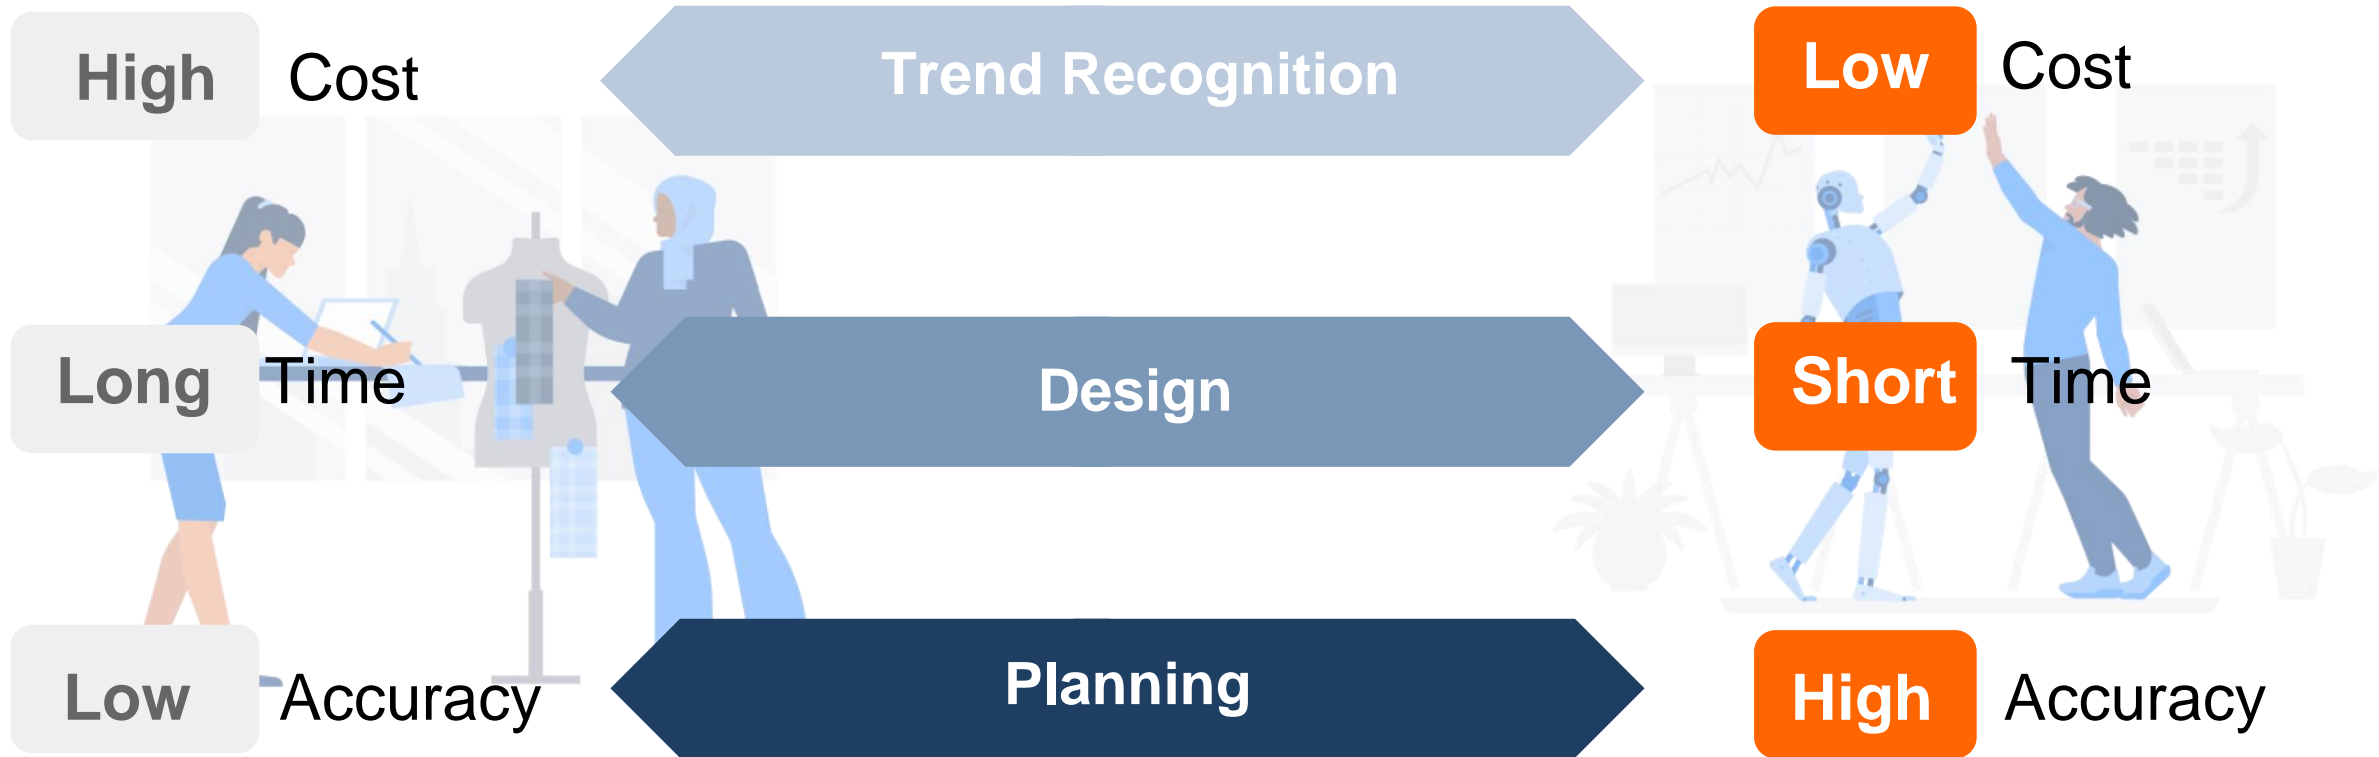 High Cost Trend Recognition Low Cost
Long Time Design Short Time
Low Accuracy Planning High Accuracy